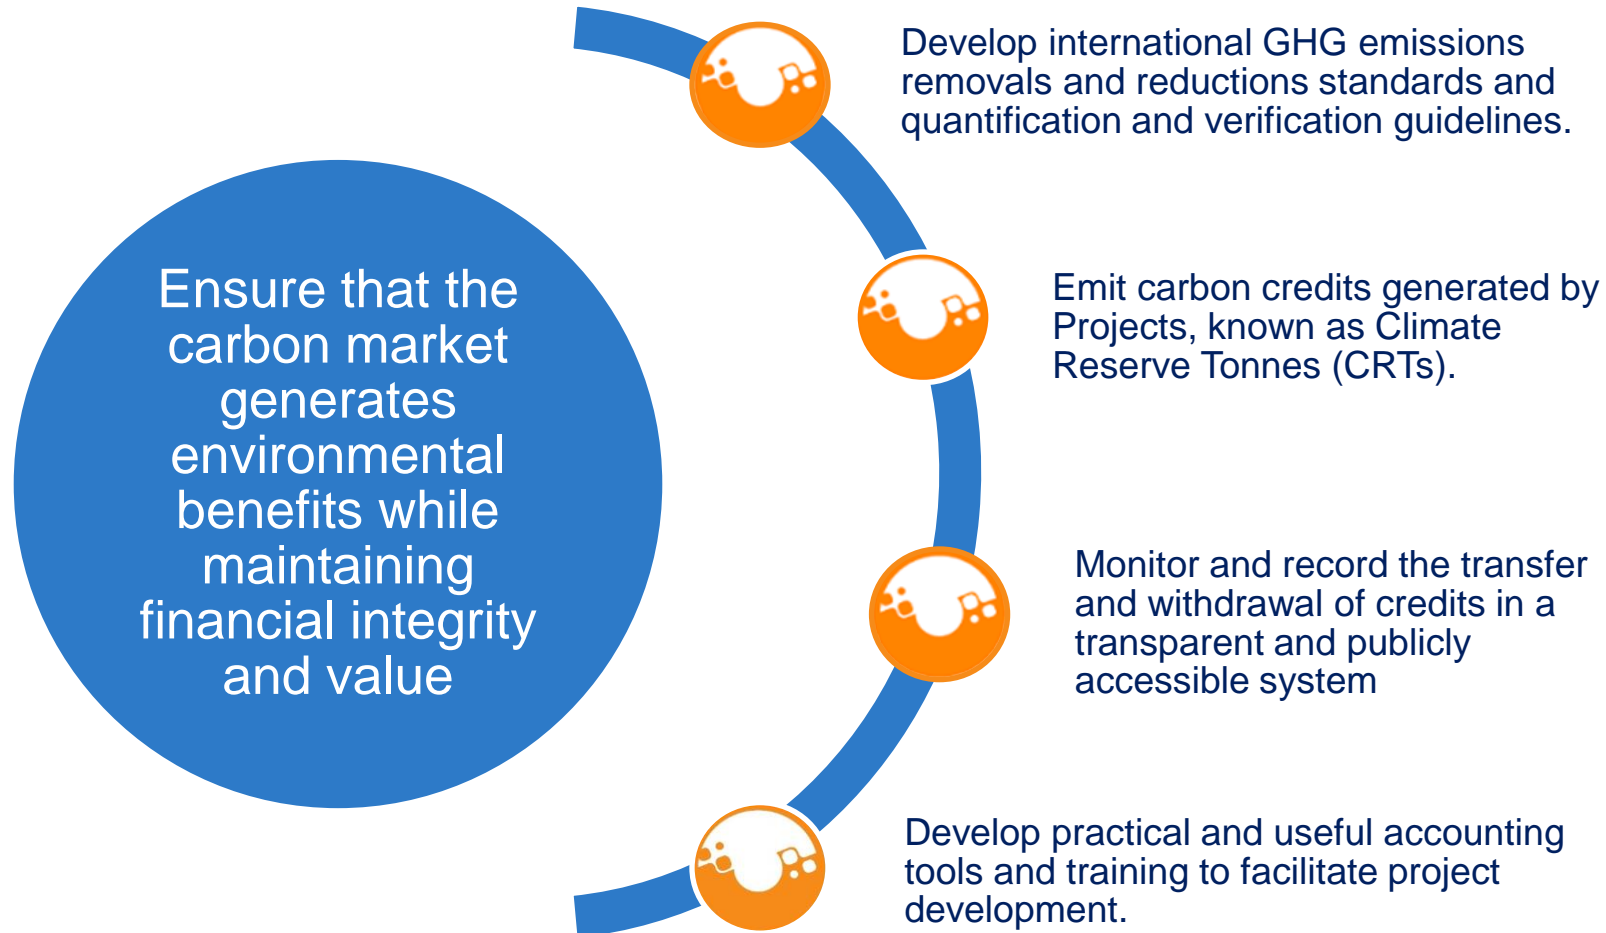 Ensure that the
carbon market
generates
environmental
benefits while
maintaining
financial integrity
and value
Develop international GHG emissions
removals and reductions standards and
quantification and verification guidelines.
Emit carbon credits generated by
Projects, known as Climate
Reserve Tonnes (CRTs).
Monitor and record the transfer
and withdrawal of credits in a
transparent and publicly
accessible system
Develop practical and useful accounting
tools and training to facilitate project
development.